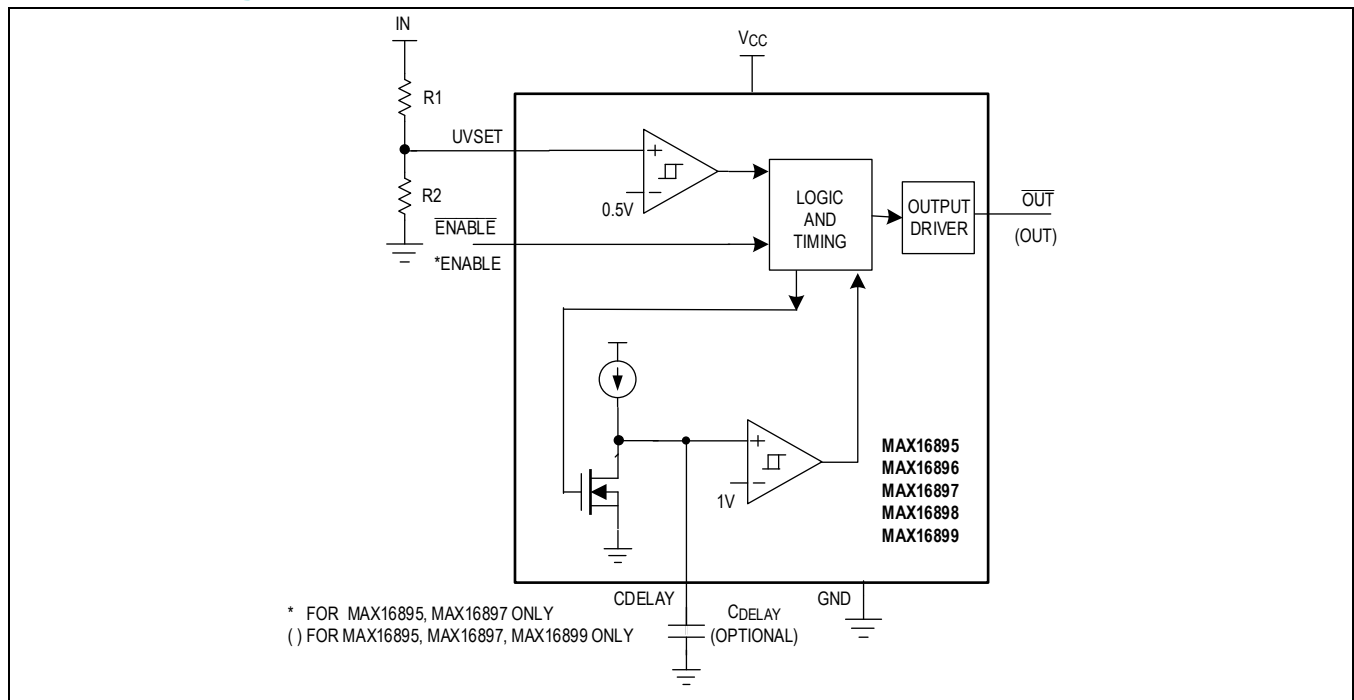 IN
VCC
R1
UVSET
+
−
0.5V
R2
ENABLE
*ENABLE
LOGIC
AND
TIMING
OUTPUT
DRIVER
OUT
(OUT)
+
−
1V
MAX16895
MAX16896
MAX16897
MAX16898
MAX16899
CDELAY
CDELAY
(OPTIONAL)
GND
* FOR MAX16895, MAX16897 ONLY
( ) FOR MAX16895, MAX16897, MAX16899 ONLY